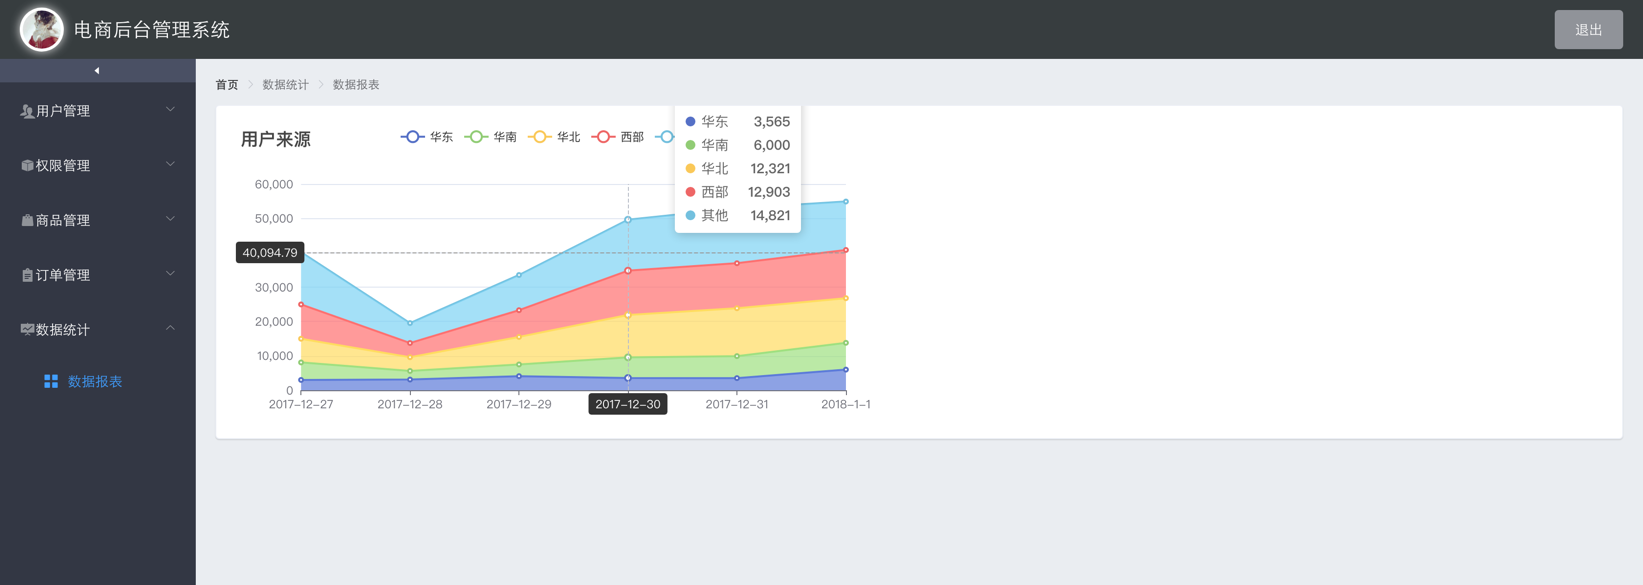 电商后台管理系统
退出
用户管理
权限管理
商品管理
订单管理
数据统计
数据报表
首页 数据统计 数据报表
用户来源
华东 华南 华北 西部
华东 3,565
华南 6,000
华北 12,321
西部 12,903
其他 14,821
60,000
50,000
40,094.79
30,000
20,000
10,000
0
2017-12-27 2017-12-28 2017-12-29 2017-12-30 2017-12-31 2018-1-1